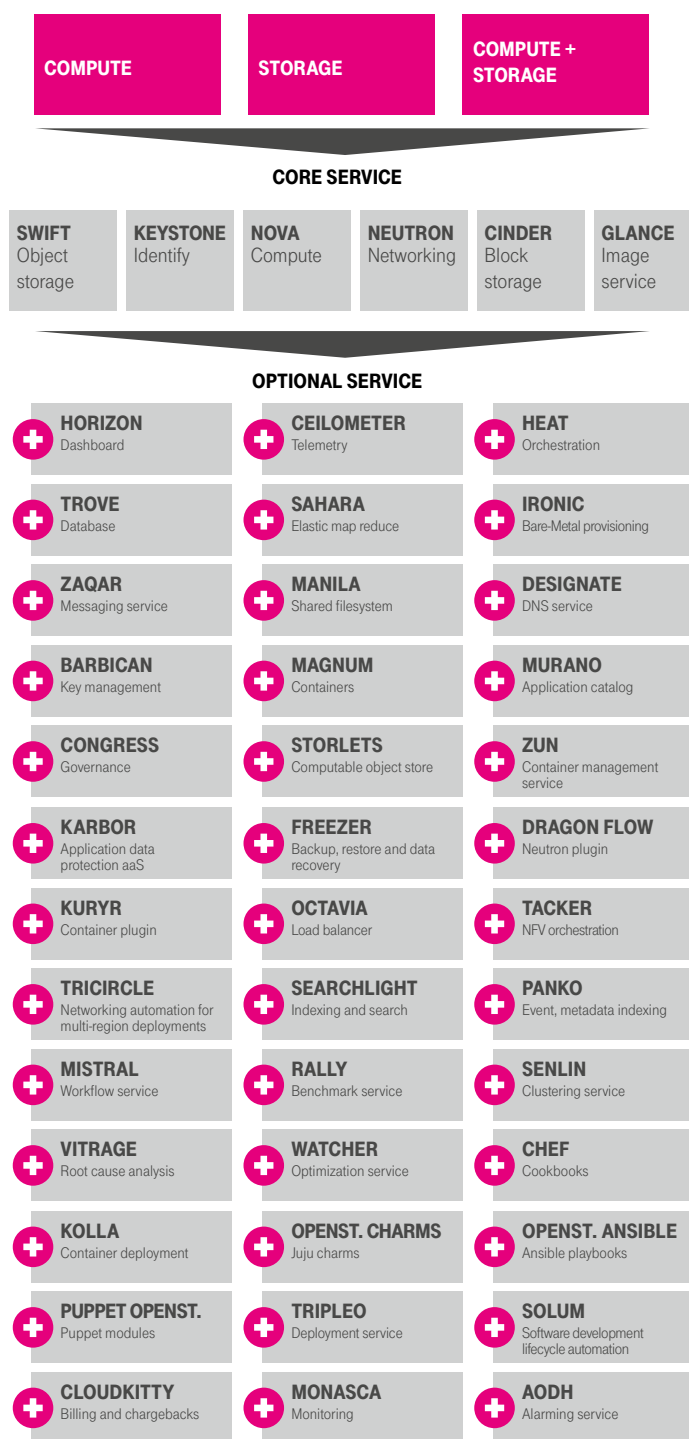 COMPUTE
STORAGE
COMPUTE +
STORAGE
CORE SERVICE
SWIFT
Object
storage
KEYSTONE
Identify
NOVA
Compute
NEUTRON
Networking
CINDER
Block
storage
GLANCE
Image
service
OPTIONAL SERVICE
HORIZON
Dashboard
CEILOMETER
Telemetry
HEAT
Orchestration
TROVE
Database
SAHARA
Elastic map reduce
IRONIC
Bare-Metal provisioning
ZAQAR
Messaging service
MANILA
Shared filesystem
DESIGNATE
DNS service
BARBICAN
Key management
MAGNUM
Containers
MURANO
Application catalog
CONGRESS
Governance
STORLETS
Computable object store
ZUN
Container management
service
KARBOR
Application data
protection aaS
FREEZER
Backup, restore and data
recovery
DRAGON FLOW
Neutron plugin
KURYR
Container plugin
OCTAVIA
Load balancer
TACKER
NFV orchestration
TRICIRCLE
Networking automation for
multi-region deployments
SEARCHLIGHT
Indexing and search
PANKO
Event, metadata indexing
MISTRAL
Workflow service
RALLY
Benchmark service
SENLIN
Clustering service
VITRAGE
Root cause analysis
WATCHER
Optimization service
CHEF
Cookbooks
KOLLA
Container deployment
OPENST. CHARMS
Juju charms
OPENST. ANSIBLE
Ansible playbooks
PUPPET OPENST.
Puppet modules
TRIPLEO
Deployment service
SOLUM
Software development
lifecycle automation
CLOUDKITTY
Billing and chargebacks
MONASCA
Monitoring
AODH
Alarming service